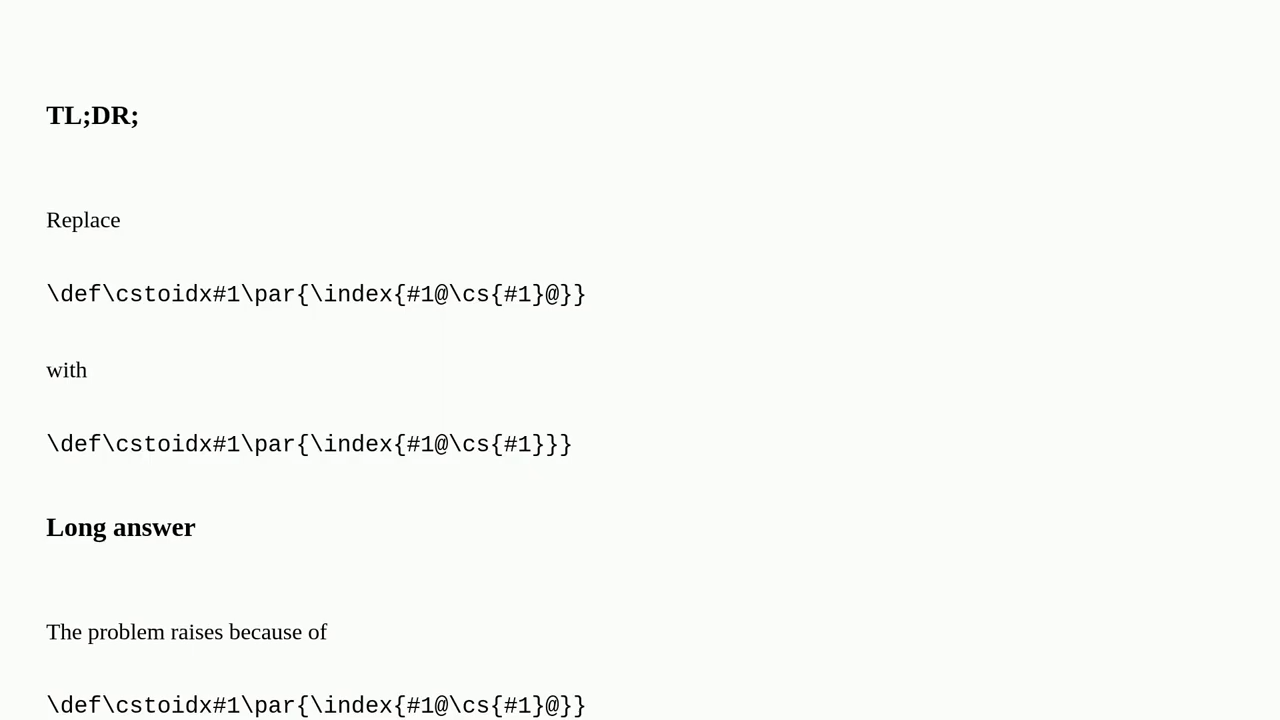 TL;DR;
Replace
\def\cstoidx#1\par{\index{#1@\cs{#1}@}}
with
\def\cstoidx#1\par{\index{#1@\cs{#1}}}
Long answer
The problem raises because of
\def\cstoidx#1\par{\index{#1@\cs{#1}@}}